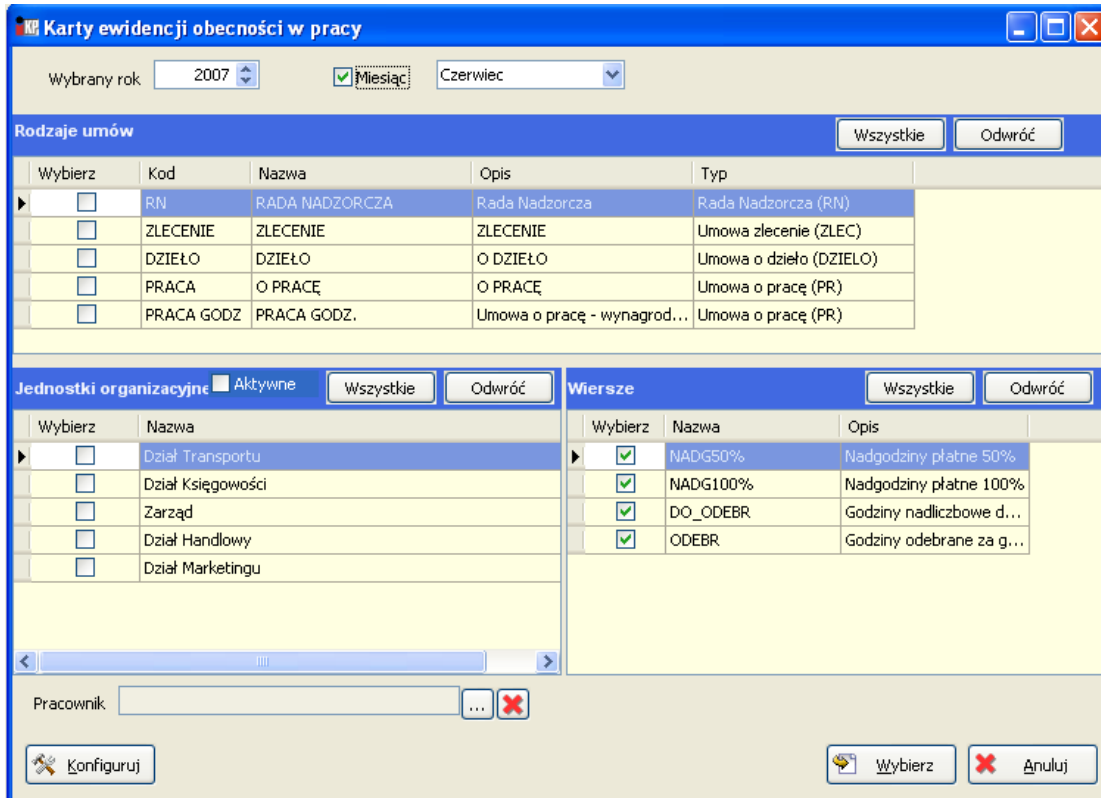 iKP Karty ewidencji obecności w pracy
Wybrany rok 2007 Miesiąc Czerwiec
Rodzaje umów Wszystkie Odwróć
Wybierz Kod Nazwa Opis Typ
RN RADA NADZORCZA Rada Nadzorcza Rada Nadzorcza (RN)
ZLECENIE ZLECENIE ZLECENIE Umowa zlecenie (ZLEC)
DZIEŁO DZIEŁO O DZIEŁO Umowa o dzieło (DZIELO)
PRACA O PRACĘ O PRACĘ Umowa o pracę (PR)
PRACA GODZ PRACA GODZ. Umowa o pracę - wynagrod... Umowa o pracę (PR)
Jednostki organizacyjne Aktywne Wszystkie Odwróć
Wybierz Nazwa
Dział Transportu
Dział Księgowości
Zarząd
Dział Handlowy
Dział Marketingu
Wiersze Wszystkie Odwróć
Wybierz Nazwa Opis
NADG50% Nadgodziny płatne 50%
NADG100% Nadgodziny płatne 100%
DO_ODEBR Godziny nadliczbowe d...
ODEBR Godziny odebrane za g...
Pracownik ...
Konfiguruj Wybierz Anuluj